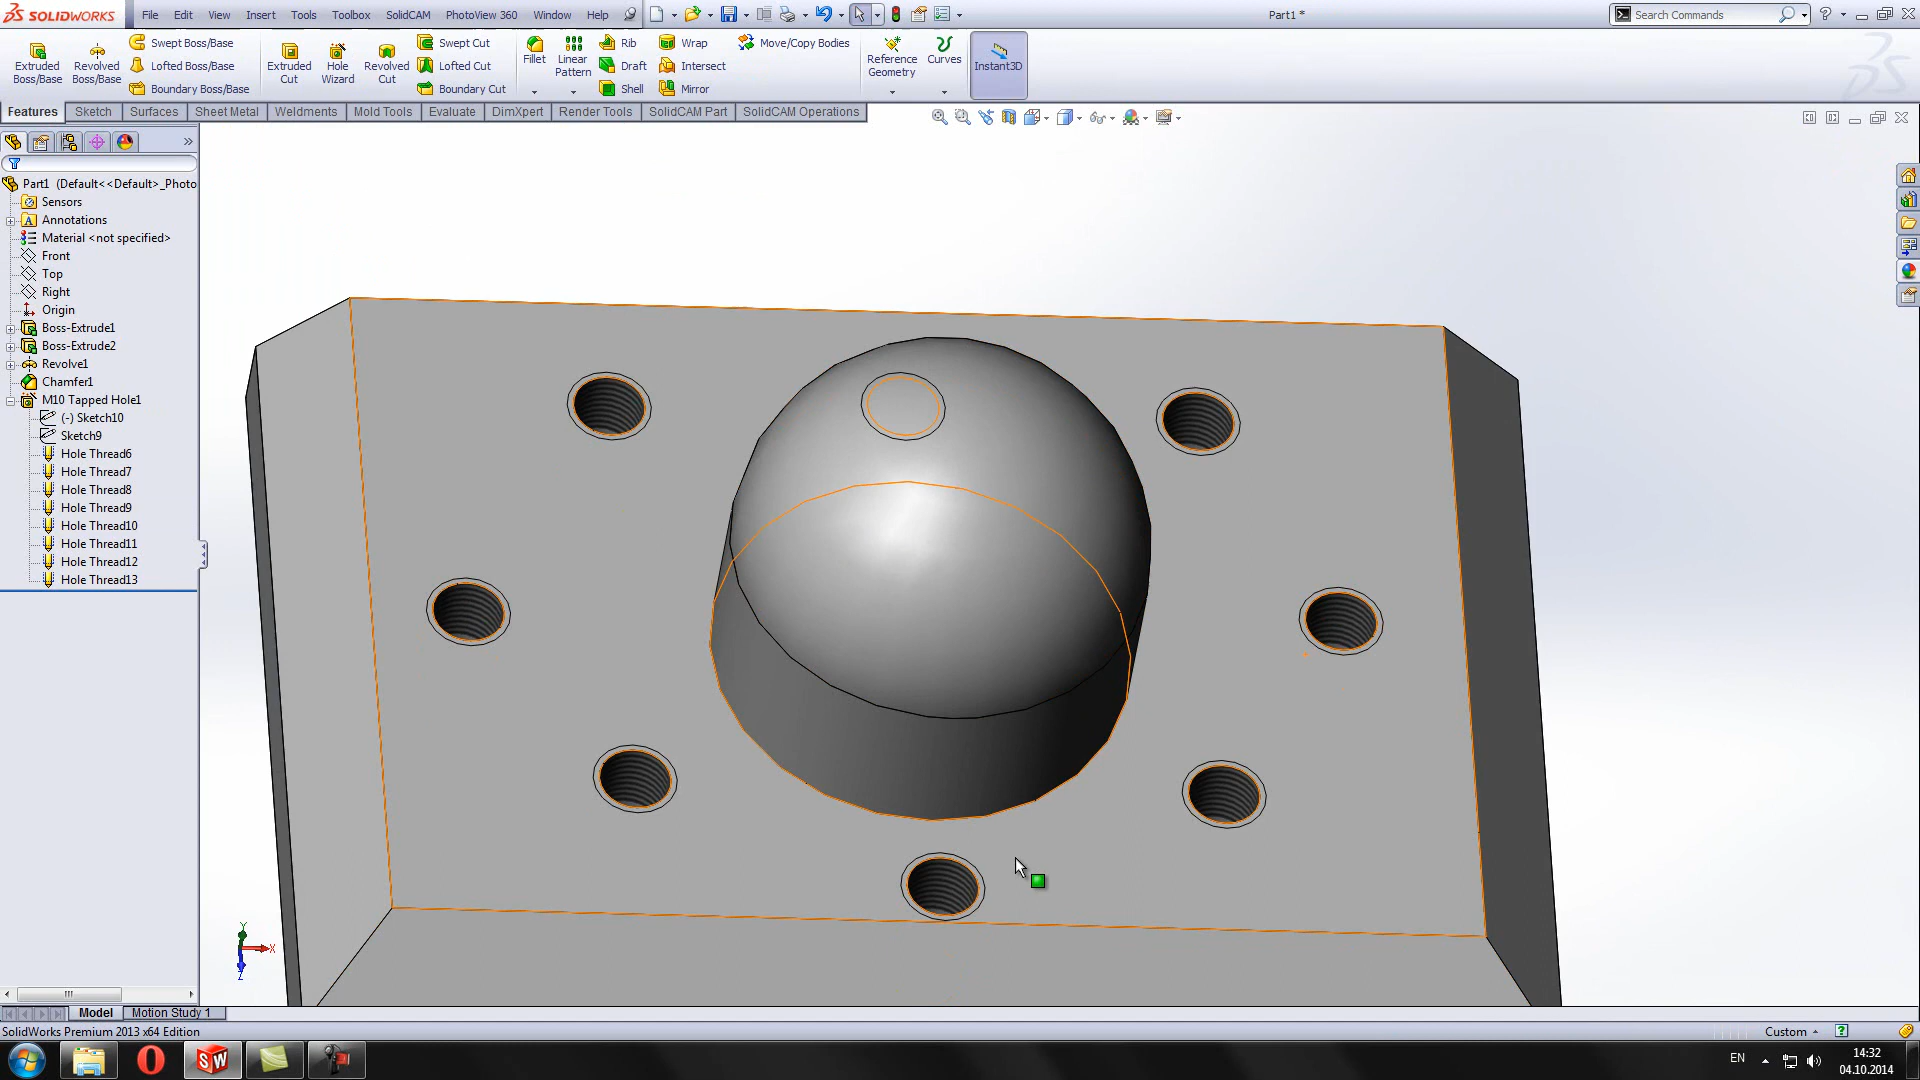 SOLIDWORKS File Edit View Insert Tools Toolbox SolidCAM PhotoView 360 Window Help Part1 * Search Commands
Extruded Boss/Base
Revolved Boss/Base
Swept Boss/Base
Lofted Boss/Base
Boundary Boss/Base
Extruded Cut
Hole Wizard
Revolved Cut
Swept Cut
Lofted Cut
Boundary Cut
Fillet
Linear Pattern
Rib
Draft
Shell
Wrap
Intersect
Mirror
Move/Copy Bodies
Reference Geometry
Curves
Instant3D
Features Sketch Surfaces Sheet Metal Weldments Mold Tools Evaluate DimXpert Render Tools SolidCAM Part SolidCAM Operations
Part1 (Default<<Default>_Photo
Sensors
Annotations
Material <not specified>
Front
Top
Right
Origin
Boss-Extrude1
Boss-Extrude2
Revolve1
Chamfer1
M10 Tapped Hole1
(-) Sketch10
Sketch9
Hole Thread6
Hole Thread7
Hole Thread8
Hole Thread9
Hole Thread10
Hole Thread11
Hole Thread12
Hole Thread13
Y
X
Z
Model Motion Study 1
SolidWorks Premium 2013 x64 Edition Custom
EN 14:32
04.10.2014